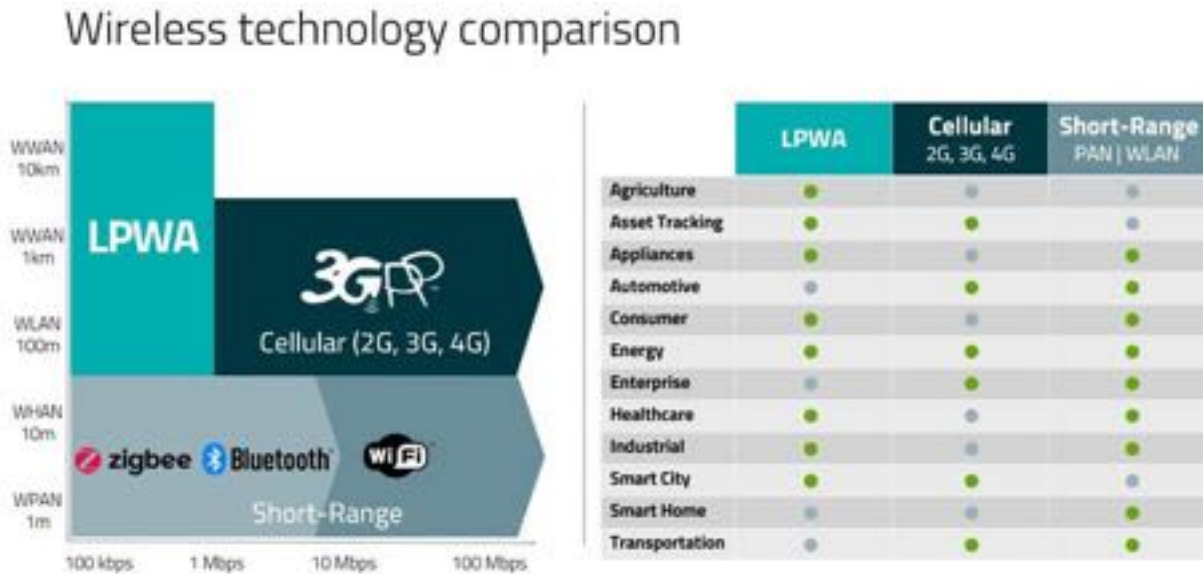 Wireless technology comparison
WWAN
10km
WWAN
1km
WLAN
100m
WHAN
10m
WPAN
1m
LPWA
3GPP
Cellular (2G, 3G, 4G)
zigbee
Bluetooth
WiFi
Short-Range
100 kbps
1 Mbps
10 Mbps
100 Mbps
LPWA
Cellular
2G, 3G, 4G
Short-Range
PAN | WLAN
Agriculture
Asset Tracking
Appliances
Automotive
Consumer
Energy
Enterprise
Healthcare
Industrial
Smart City
Smart Home
Transportation